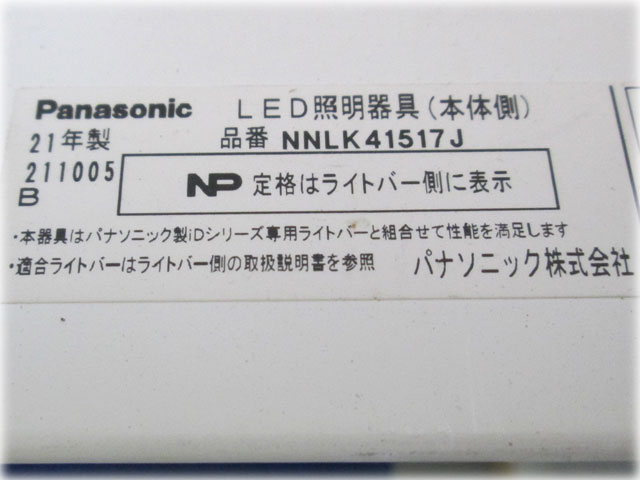 Panasonic LED照明器具(本体側)
21年製 品番 NNLK41517J
211005
B
NP 定格はライトバー側に表示
・本器具はパナソニック製iDシリーズ専用ライトバーと組合せて性能を満足します
・適合ライトバーはライトバー側の取扱説明書を参照 パナソニック株式会社